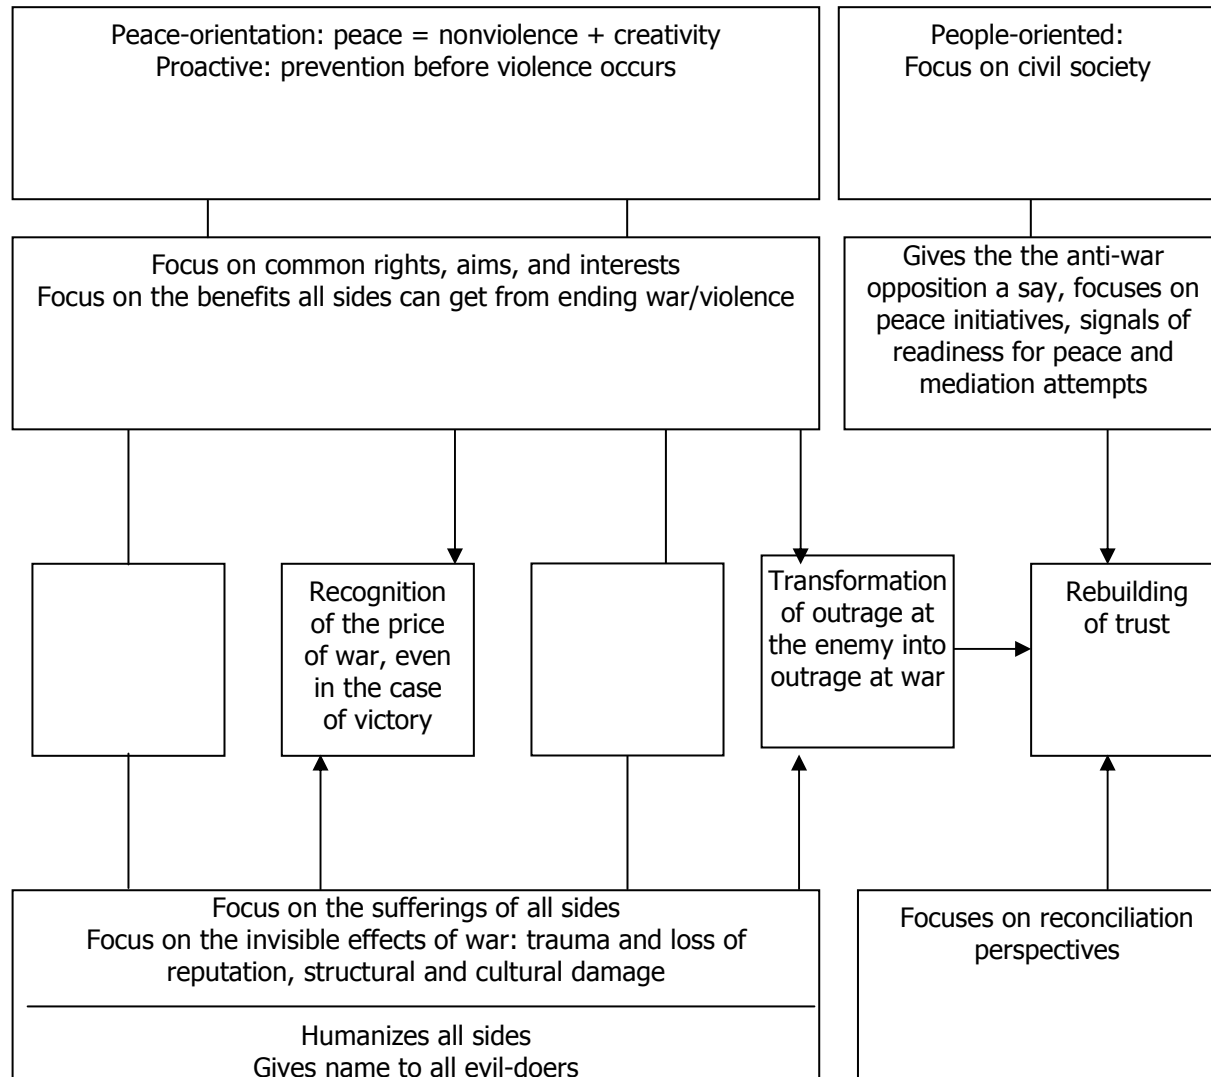 Peace-orientation: peace = nonviolence + creativity
Proactive: prevention before violence occurs
People-oriented:
Focus on civil society
Focus on common rights, aims, and interests
Focus on the benefits all sides can get from ending war/violence
Gives the the anti-war
opposition a say, focuses on
peace initiatives, signals of
readiness for peace and
mediation attempts
Recognition
of the price
of war, even
in the case
of victory
Transformation
of outrage at
the enemy into
outrage at war
Rebuilding
of trust
Focus on the sufferings of all sides
Focus on the invisible effects of war: trauma and loss of
reputation, structural and cultural damage
Humanizes all sides
Gives name to all evil-doers
Focuses on reconciliation
perspectives